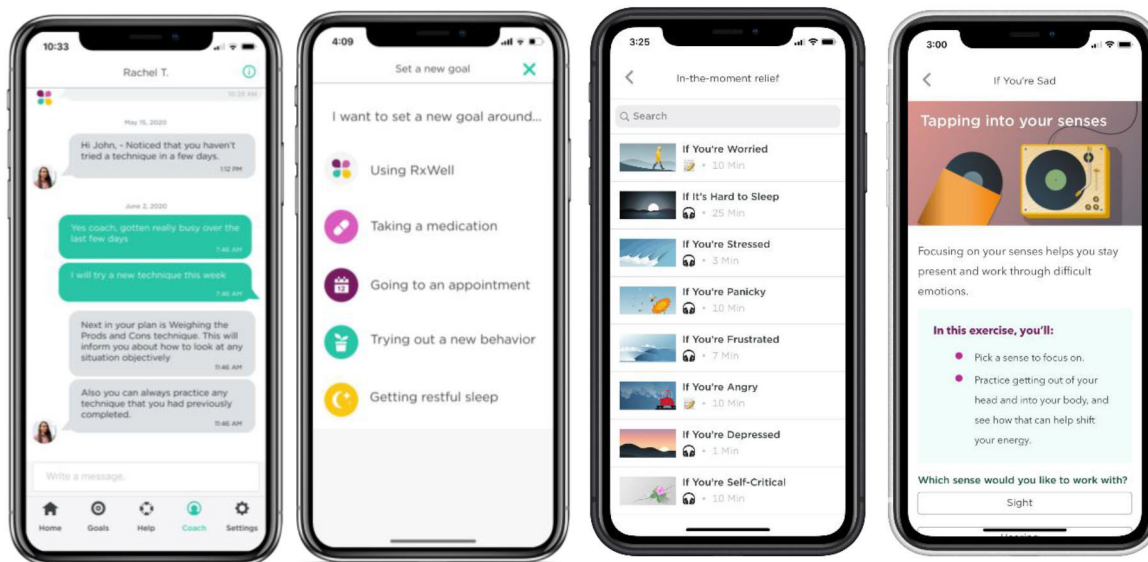 10:33
Rachel T.
10:35 AM
May 15, 2020
Hi John, - Noticed that you haven't
tried a technique in a few days.
1:12 PM
June 2, 2020
Yes coach, gotten really busy over the
last few days
7:46 AM
I will try a new technique this week
7:46 AM
Next in your plan is Weighing the
Prods and Cons technique. This will
inform you about how to look at any
situation objectively
11:46 AM
Also you can always practice any
technique that you had previously
completed.
11:46 AM
Write a message.
Home
Goals
Help
Coach
Settings
4:09
Set a new goal
I want to set a new goal around...
Using RxWell
Taking a medication
12
Going to an appointment
Trying out a new behavior
Getting restful sleep
3:25
In-the-moment relief
Search
If You're Worried
• 10 Min
If It's Hard to Sleep
• 25 Min
If You're Stressed
• 3 Min
If You're Panicky
• 10 Min
If You're Frustrated
• 7 Min
If You're Angry
• 10 Min
If You're Depressed
• 1 Min
If You're Self-Critical
• 10 Min
3:00
If You're Sad
Tapping into your senses
Focusing on your senses helps you stay
present and work through difficult
emotions.
In this exercise, you'll:
• Pick a sense to focus on.
• Practice getting out of your
head and into your body, and
see how that can help shift
your energy.
Which sense would you like to work with?
Sight